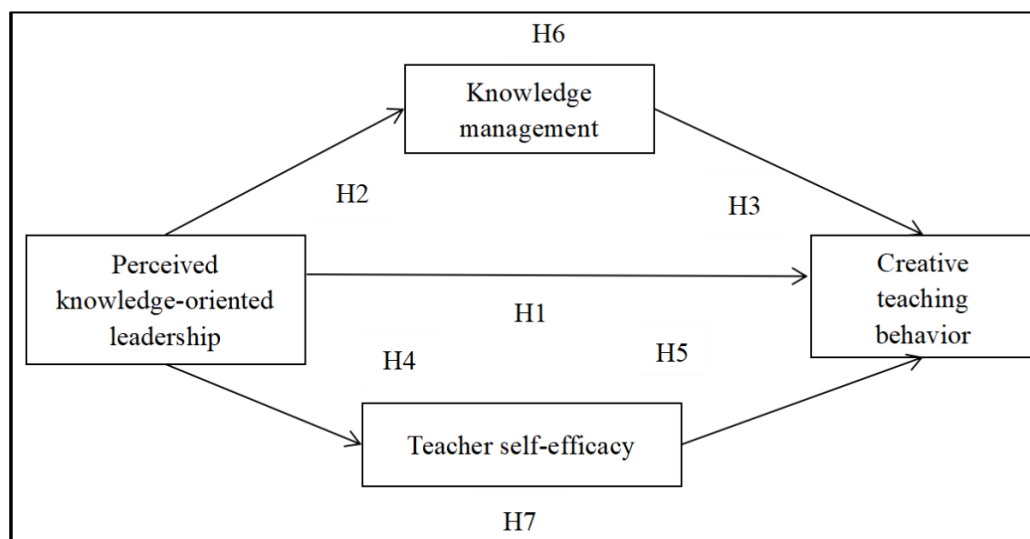 H6
Knowledge
management
H2
H3
Perceived
knowledge-oriented
leadership
Creative
teaching
behavior
H1
H4
H5
Teacher self-efficacy
H7